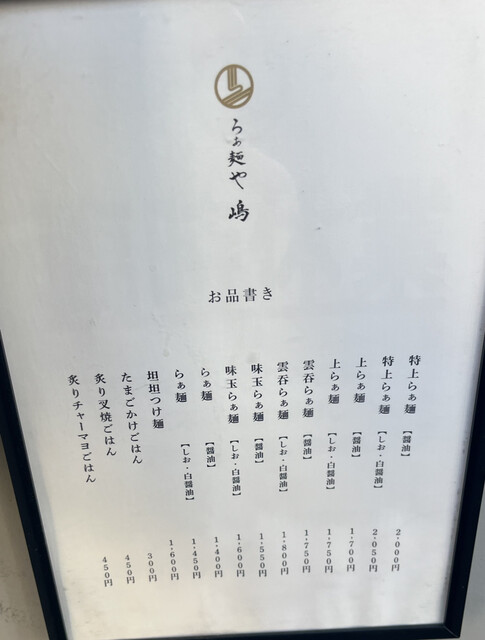 らぁ麺や 嶋
お品書き
特上らぁ麺【醤油】2,000円
特上らぁ麺【しお・白醤油】2,050円
上らぁ麺【醤油】1,700円
上らぁ麺【しお・白醤油】1,750円
雲呑らぁ麺【醤油】1,750円
雲呑らぁ麺【しお・白醤油】1,800円
味玉らぁ麺【醤油】1,550円
味玉らぁ麺【しお・白醤油】1,600円
らぁ麺【醤油】1,400円
らぁ麺【しお・白醤油】1,450円
坦坦つけ麺 1,600円
たまごかけごはん 300円
炙り叉焼ごはん 450円
炙りチャーマヨごはん 450円